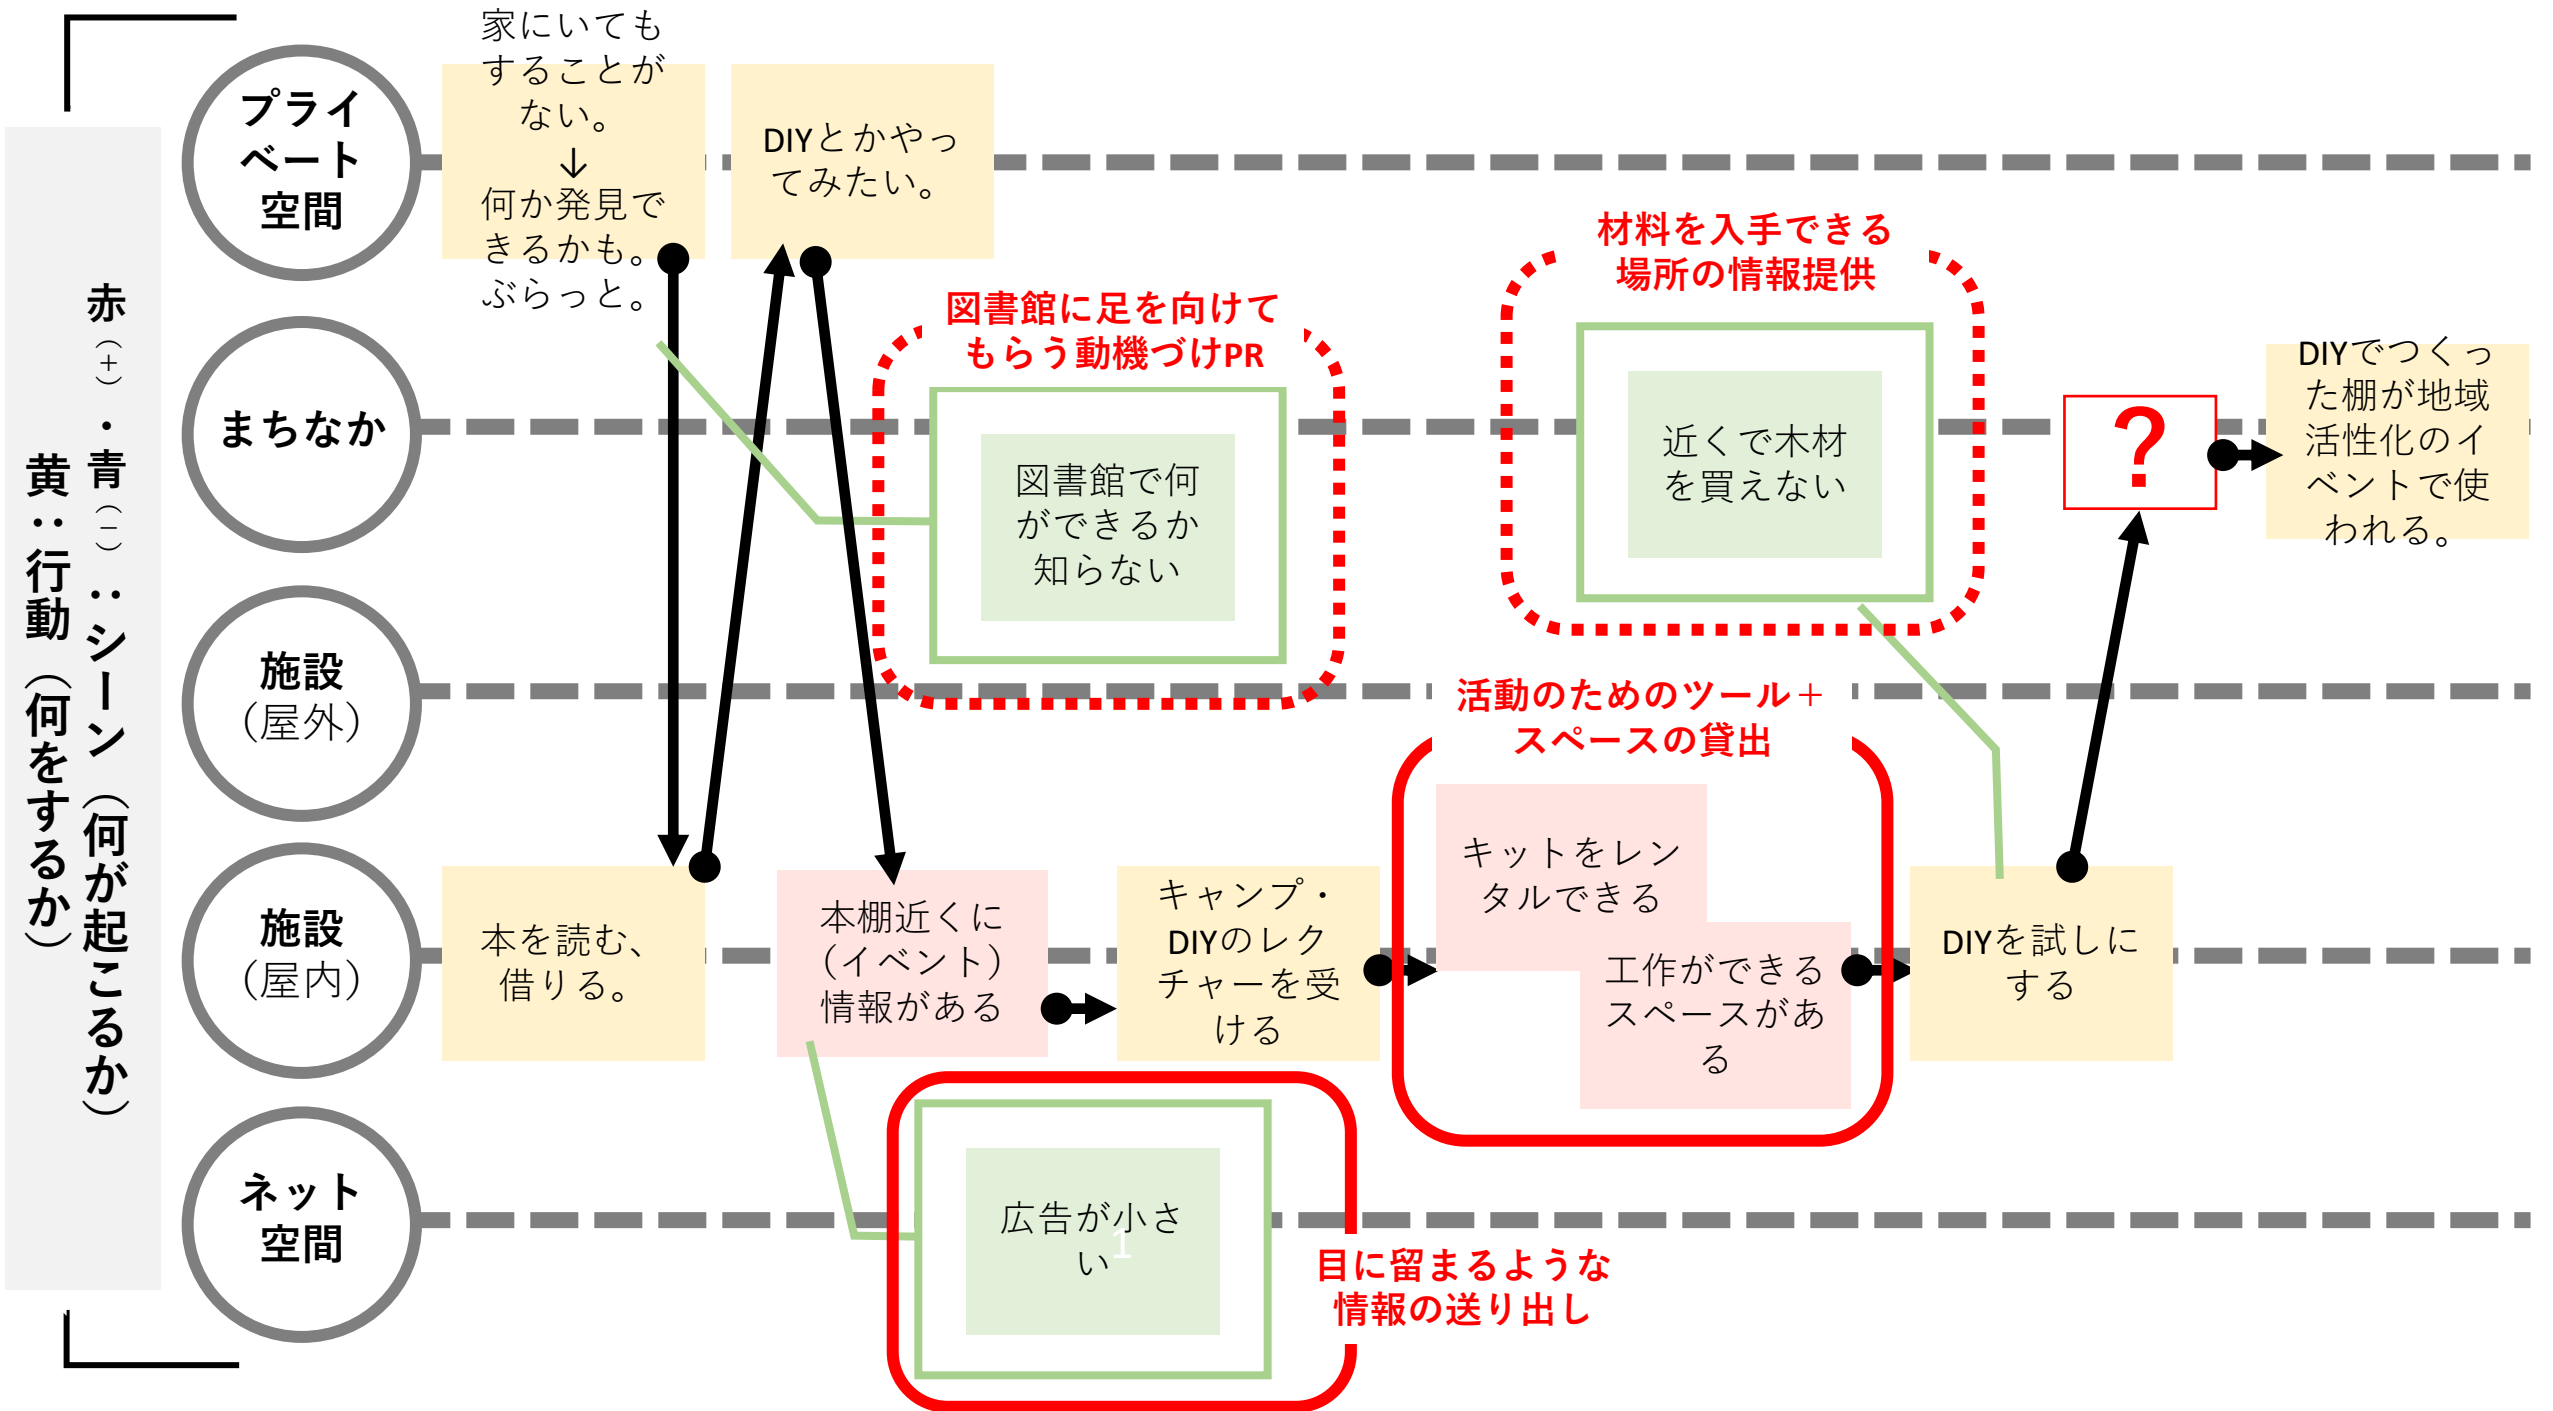 赤（＋）・青（－）：シーン（何が起こるか）
黄：行動（何をするか）
プライ
ベート
空間
家にいても
することが
ない。
↓
何か発見で
きるかも。
ぶらっと。
DIYとかやっ
てみたい。
まちなか
図書館に足を向けて
もらう動機づけPR
図書館で何
ができるか
知らない
材料を入手できる
場所の情報提供
近くで木材
を買えない
？
DIYでつくっ
た棚が地域
活性化のイ
ベントで使
われる。
施設
（屋外）
活動のためのツール＋
スペースの貸出
施設
（屋内）
本を読む、
借りる。
本棚近くに
（イベント）
情報がある
キャンプ・
DIYのレク
チャーを受
ける
キットをレン
タルできる
工作ができる
スペースがあ
る
DIYを試しに
する
ネット
空間
広告が小さ
い
1
目に留まるような
情報の送り出し